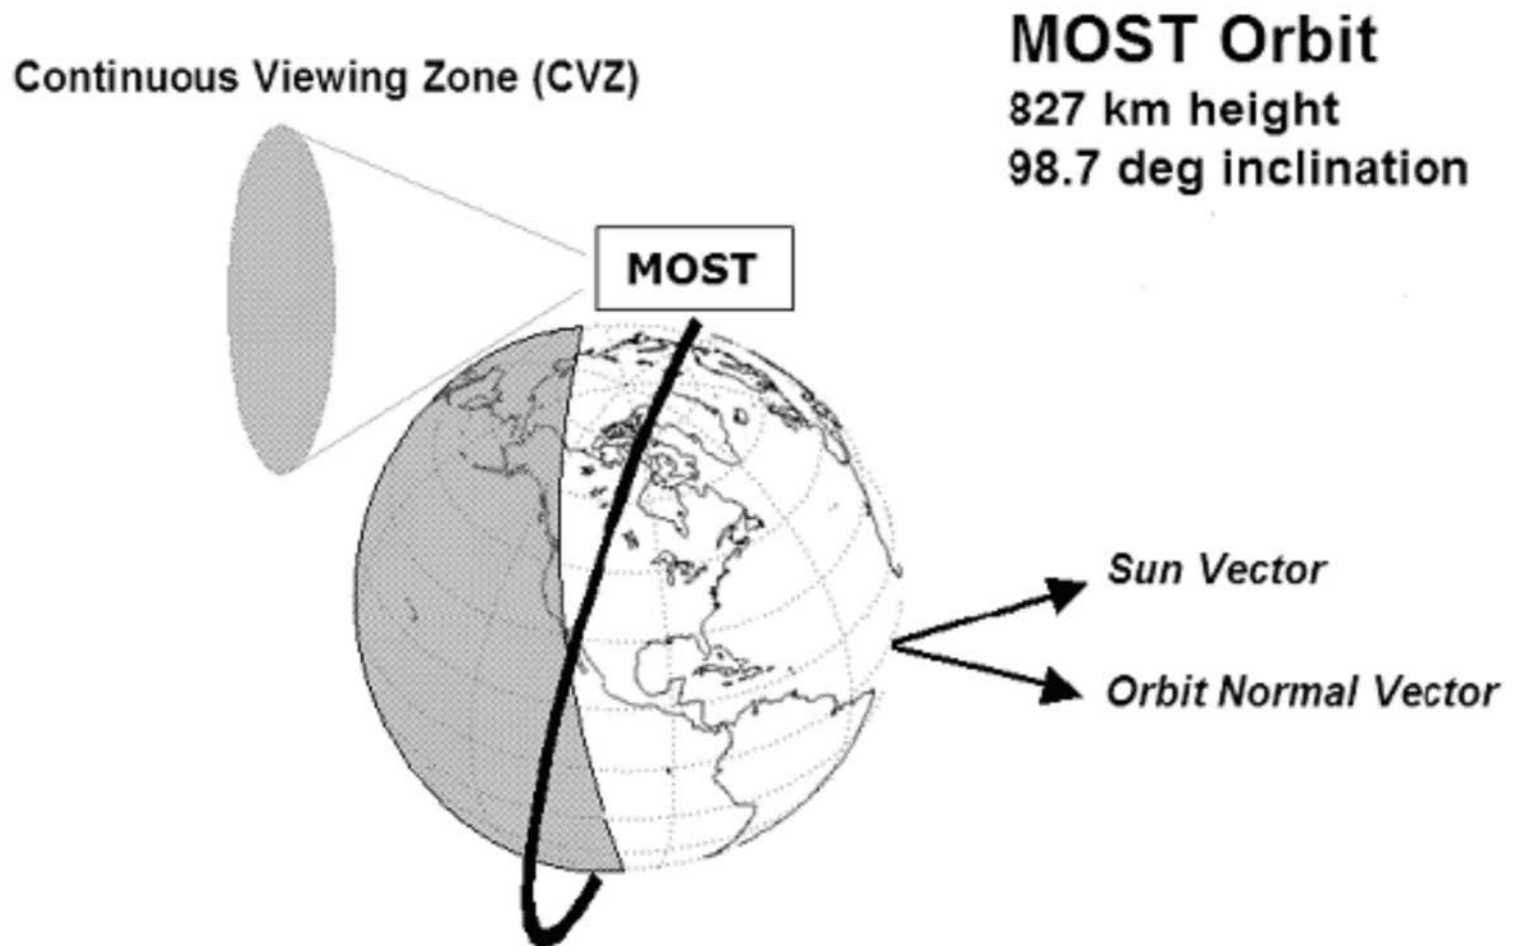 MOST Orbit
827 km height
98.7 deg inclination
Continuous Viewing Zone (CVZ)
MOST
Sun Vector
Orbit Normal Vector